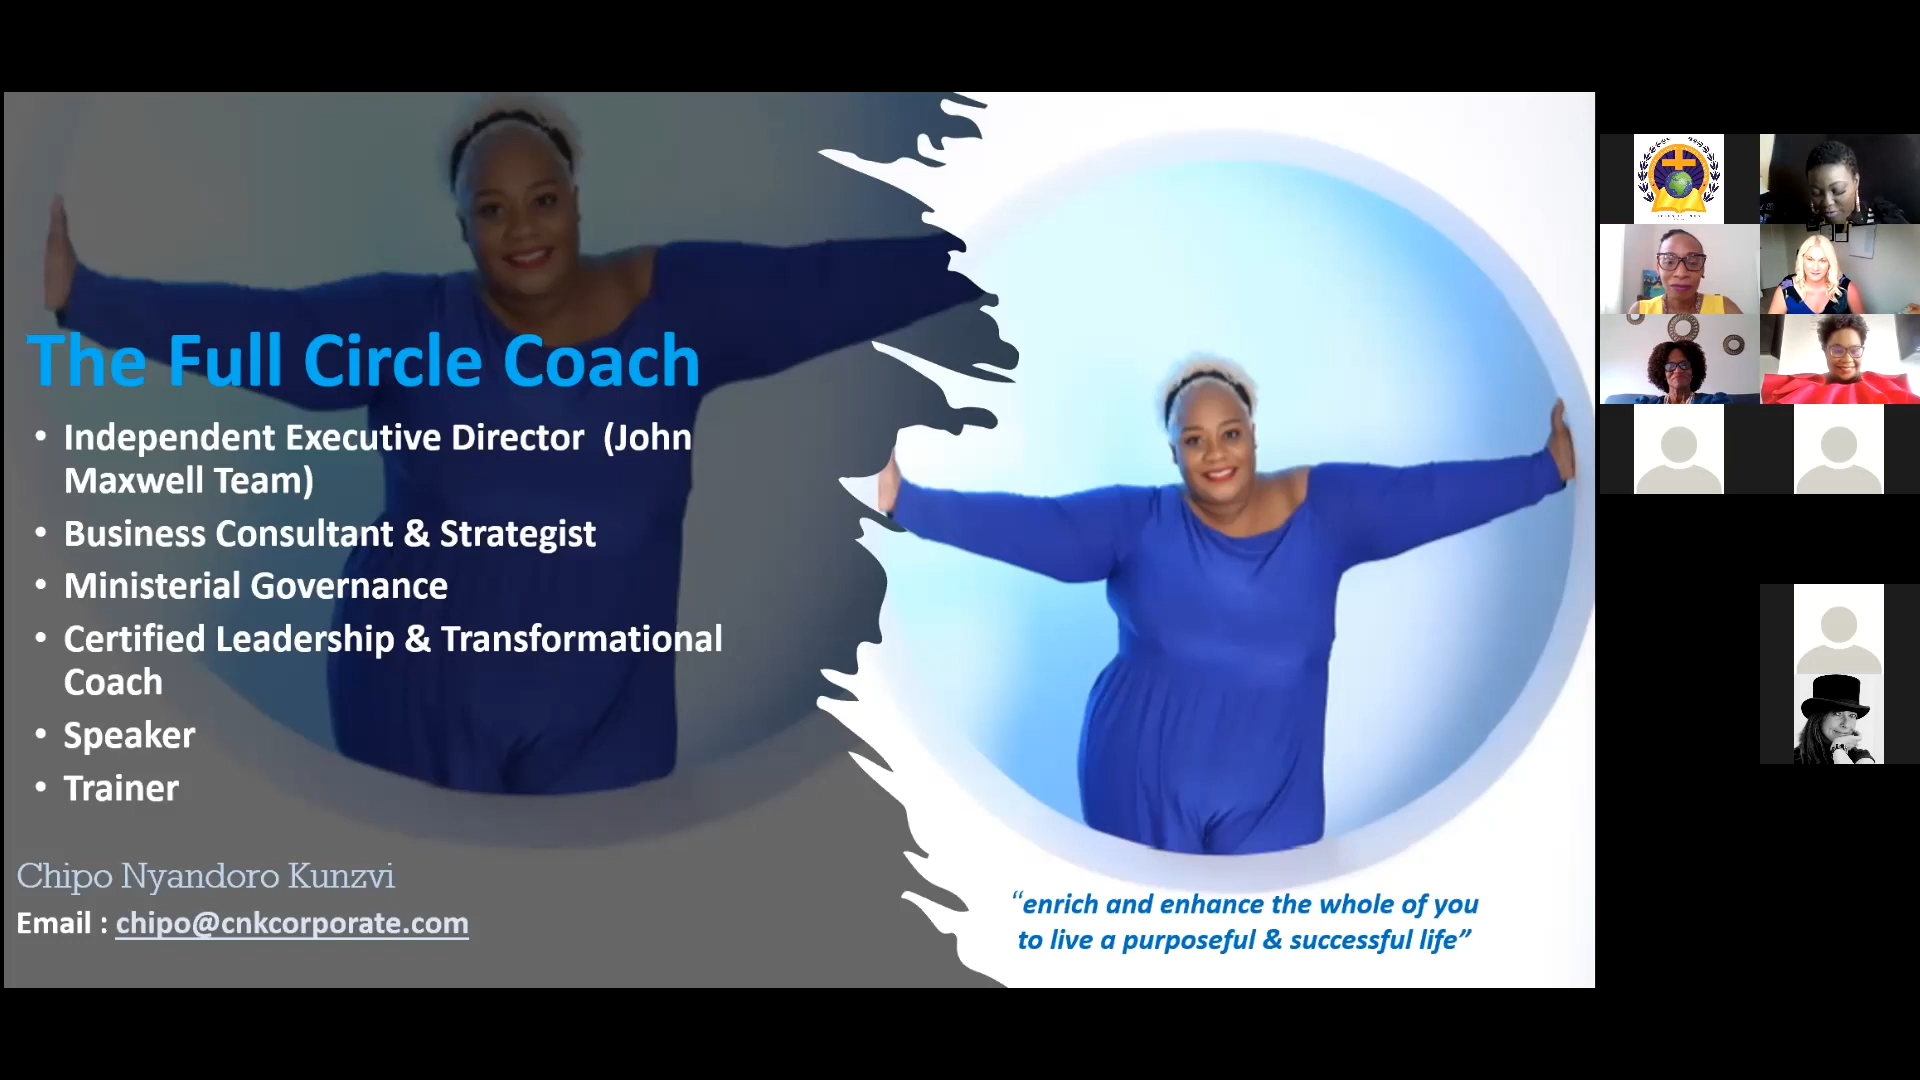 The Full Circle Coach
• Independent Executive Director (John
Maxwell Team)
• Business Consultant & Strategist
• Ministerial Governance
• Certified Leadership & Transformational
Coach
• Speaker
• Trainer
Chipo Nyandoro Kunzvi
Email : chipo@cnkcorporate.com
“enrich and enhance the whole of you
to live a purposeful & successful life”